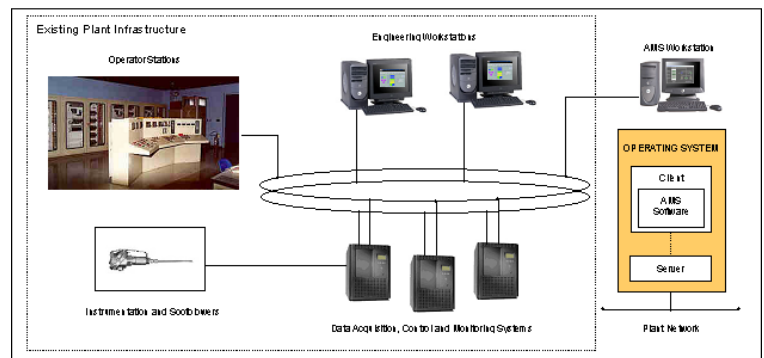 Existing Plant Infrastructure
Engineering Workstations
Operator Stations
AMS Workstation
OPERATING SYSTEM
Client
AMS
Software
Server
Instrumentation and Sootblowers
Data Acquisition, Control and Monitoring Systems
Plant Network